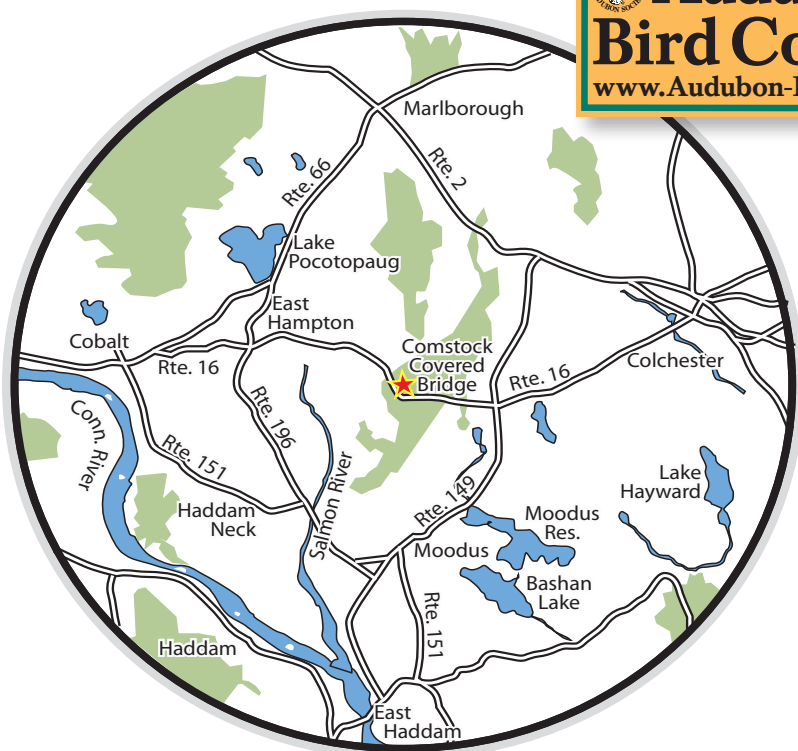 Bird
www.Audubon-
Marlborough
Rte. 2
Rte. 66
Lake
Pocotopaug
East
Hampton
Cobalt
Rte. 16
Comstock
Covered
Bridge
Rte. 16
Colchester
Conn. River
Rte. 196
Rte. 151
Haddam
Neck
Salmon River
Rte. 149
Moodus
Moodus
Res.
Lake
Hayward
Bashan
Lake
Rte. 151
Haddam
East
Haddam